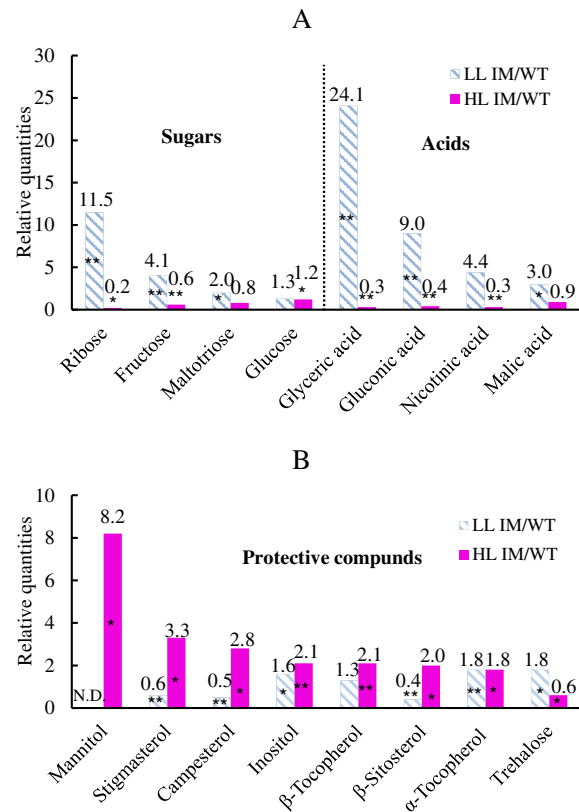 A
Relative quantities
30
25
20
15
10
5
0
LL IM/WT
HL IM/WT
Sugars
Acids
11.5
0.2
4.1
0.6
2.0
0.8
1.3
1.2
24.1
0.3
9.0
0.4
4.4
0.3
3.0
0.9
**
*
**
**
*
*
**
**
**
**
**
*
Ribose
Fructose
Maltotriose
Glucose
Glyceric acid
Gluconic acid
Nicotinic acid
Malic acid
B
Relative quantities
10
8
6
4
2
0
LL IM/WT
HL IM/WT
Protective compunds
N.D.
8.2
0.6
3.3
0.5
2.8
1.6
2.1
1.3
2.1
0.4
2.0
1.8
1.8
1.8
0.6
*
**
*
**
*
*
**
**
**
*
**
*
*
*
Mannitol
Stigmasterol
Campesterol
Inositol
β-Tocopherol
β-Sitosterol
α-Tocopherol
Trehalose